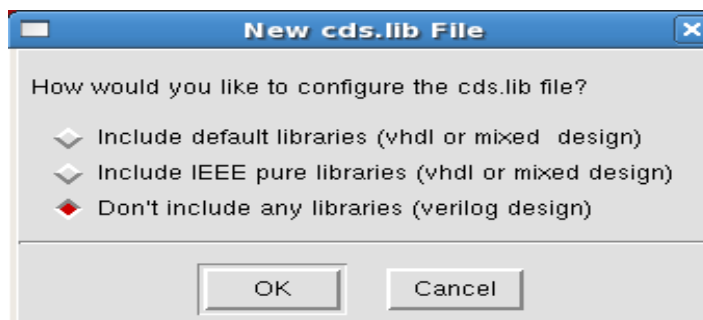 New cds.lib File
How would you like to configure the cds.lib file?
Include default libraries (vhdl or mixed design)
Include IEEE pure libraries (vhdl or mixed design)
Don't include any libraries (verilog design)
OK
Cancel